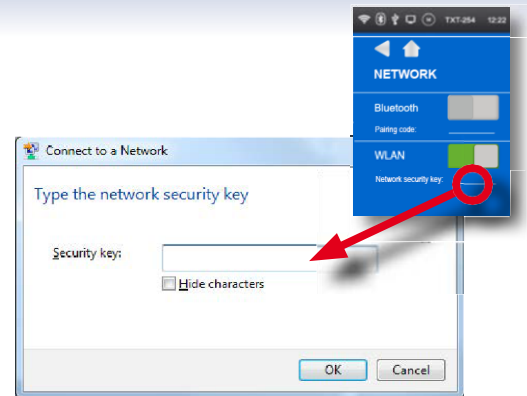 TXT-254 12:22
NETWORK
Bluetooth
Pairing code:
WLAN
Network security key:
Connect to a Network
Type the network security key
Security key:
Hide characters
OK Cancel